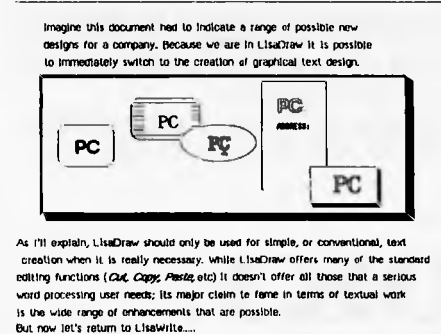 Imagine this document had to indicate a range of possible new
designs for a company. Because we are in LisaDraw it is possible
to immediately switch to the creation of graphical text design.
PC
PC
PC
PC
ADDRESS:
PC
As I'll explain, LisaDraw should only be used for simple, or conventional, text
creation when it is really necessary. While LisaDraw offers many of the standard
editing functions (Cut, Copy, Paste, etc) it doesn't offer all those that a serious
word processing user needs; its major claim to fame in terms of textual work
is the wide range of enhancements that are possible.
But now let's return to LisaWrite.....